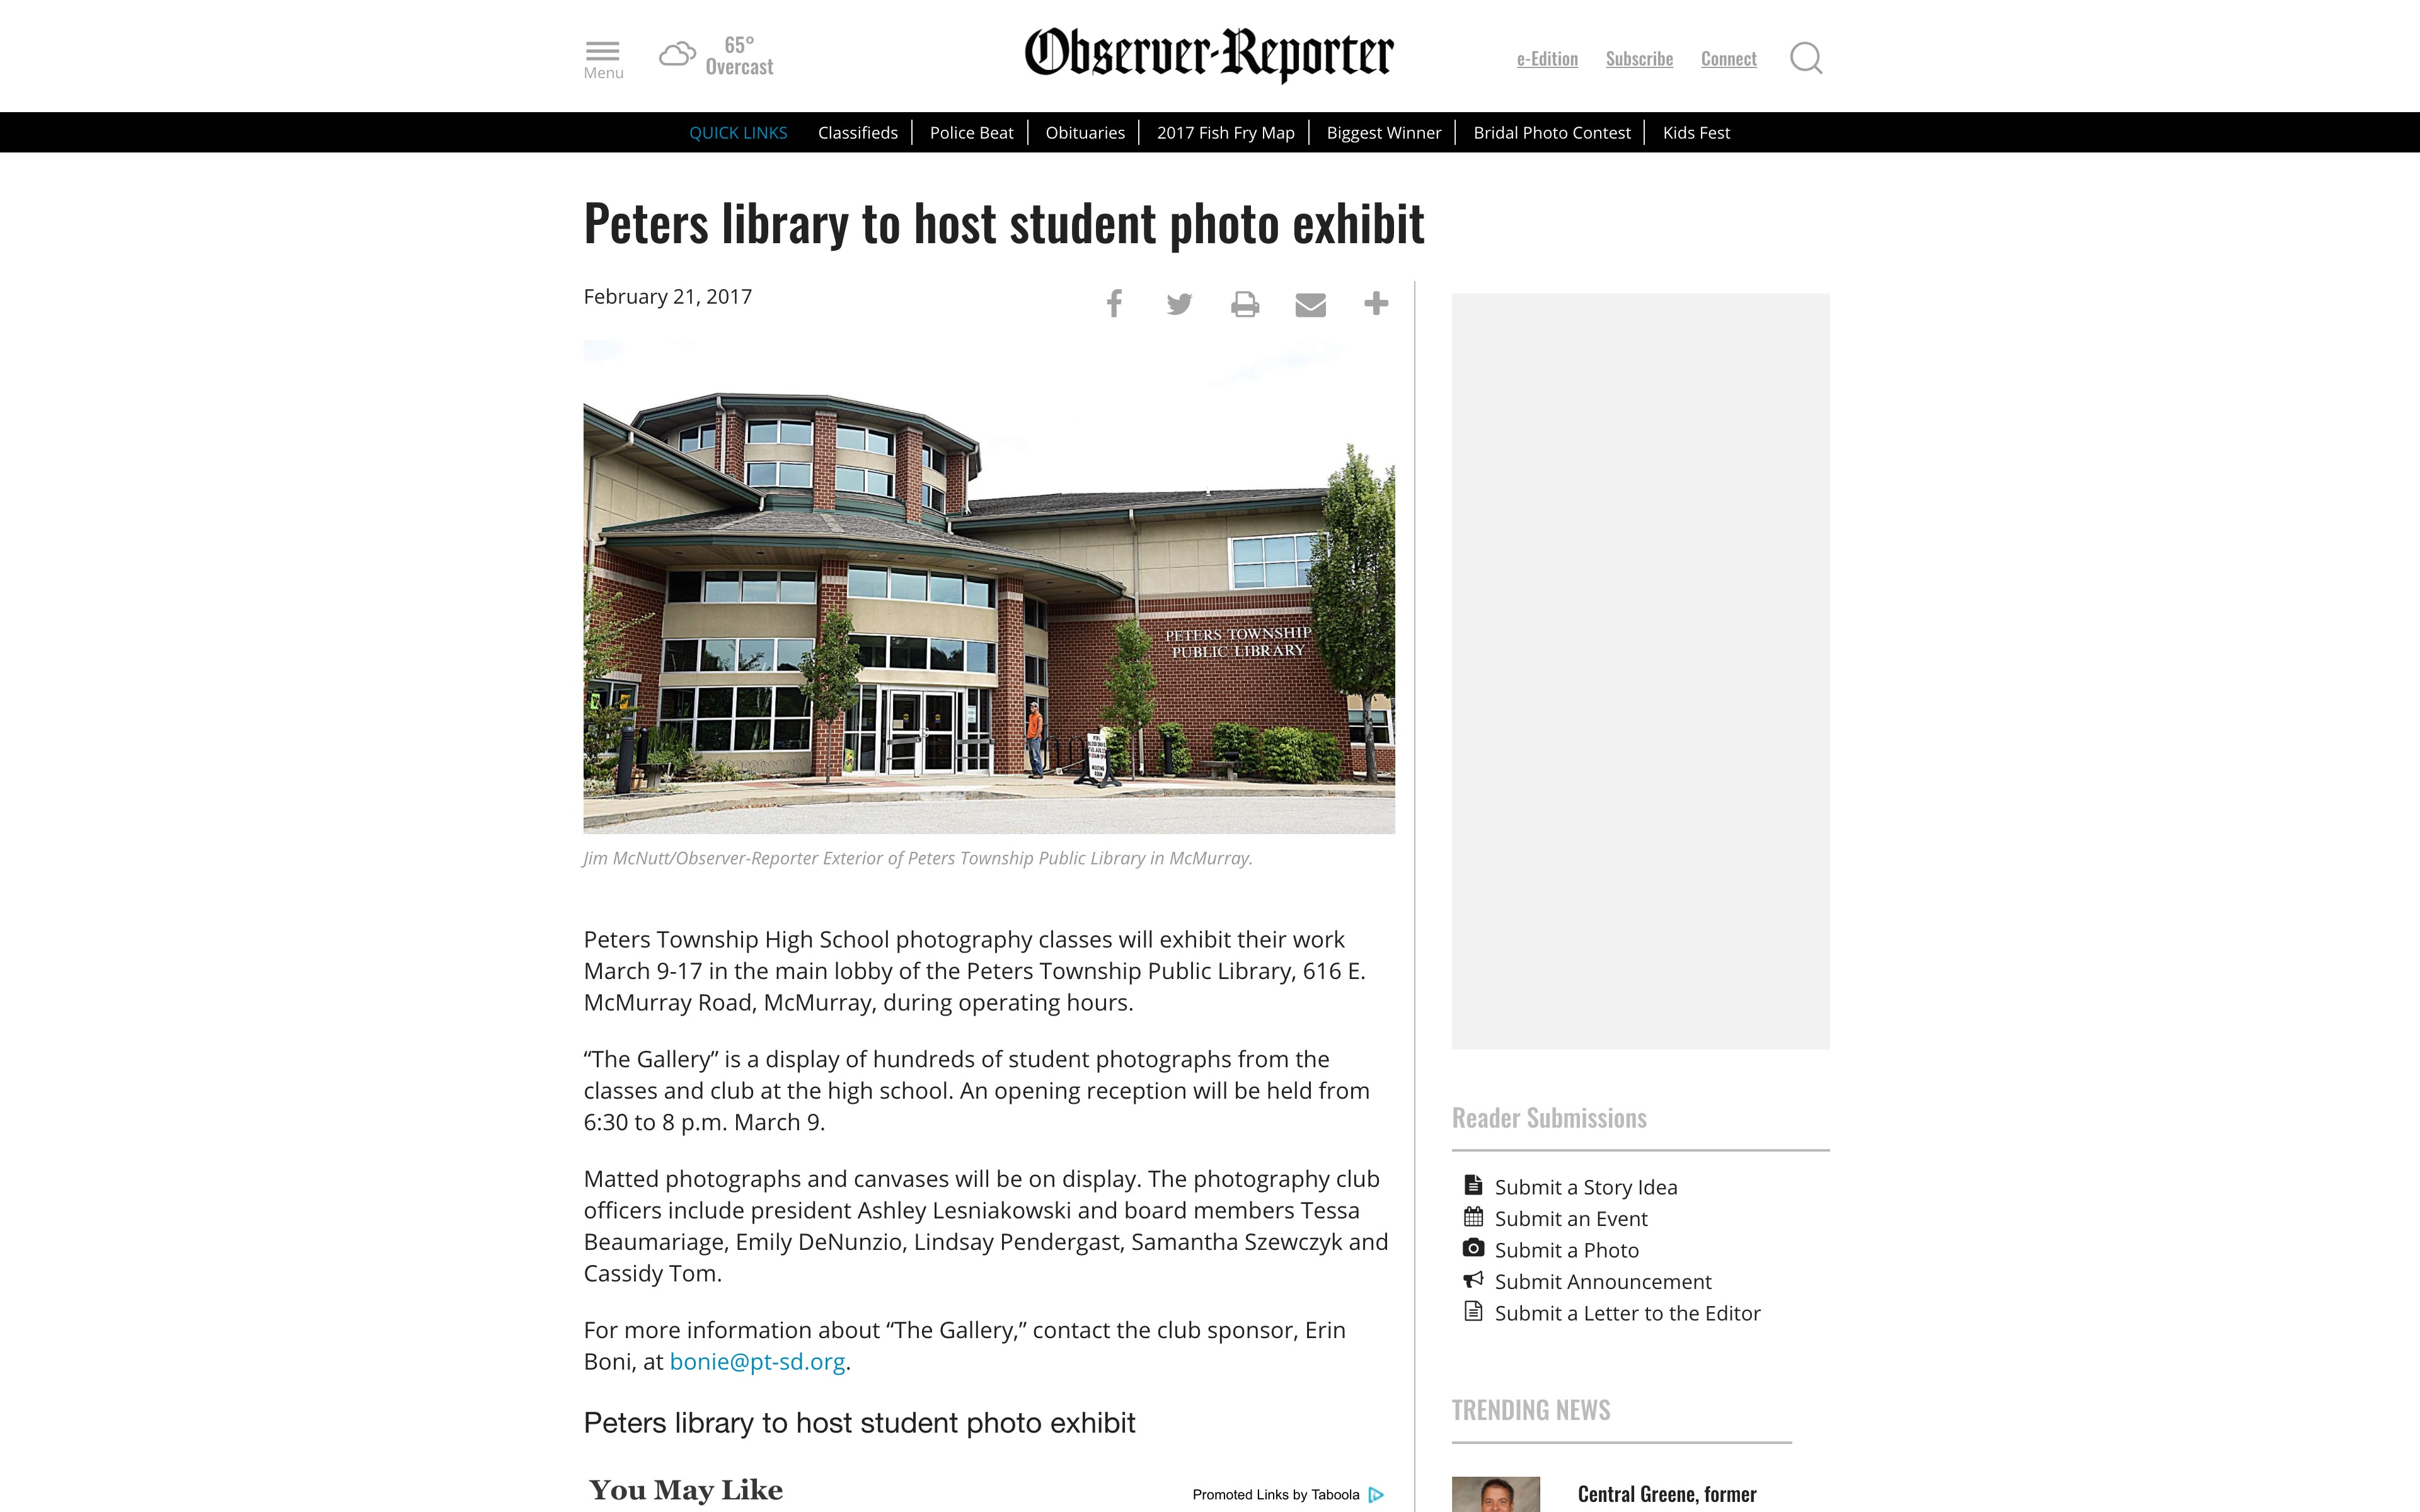 Menu
65°
Overcast
Observer-Reporter
e-Edition
Subscribe
Connect
QUICK LINKS
Classifieds
Police Beat
Obituaries
2017 Fish Fry Map
Biggest Winner
Bridal Photo Contest
Kids Fest
Peters library to host student photo exhibit
February 21, 2017
PETERS TOWNSHIP
PUBLIC LIBRARY
Jim McNutt/Observer-Reporter Exterior of Peters Township Public Library in McMurray.
Peters Township High School photography classes will exhibit their work
March 9-17 in the main lobby of the Peters Township Public Library, 616 E.
McMurray Road, McMurray, during operating hours.
“The Gallery” is a display of hundreds of student photographs from the
classes and club at the high school. An opening reception will be held from
6:30 to 8 p.m. March 9.
Matted photographs and canvases will be on display. The photography club
officers include president Ashley Lesniakowski and board members Tessa
Beaumariage, Emily DeNunzio, Lindsay Pendergast, Samantha Szewczyk and
Cassidy Tom.
For more information about “The Gallery,” contact the club sponsor, Erin
Boni, at bonie@pt-sd.org.
Peters library to host student photo exhibit
You May Like
Promoted Links by Taboola
Reader Submissions
Submit a Story Idea
Submit an Event
Submit a Photo
Submit Announcement
Submit a Letter to the Editor
TRENDING NEWS
Central Greene, former